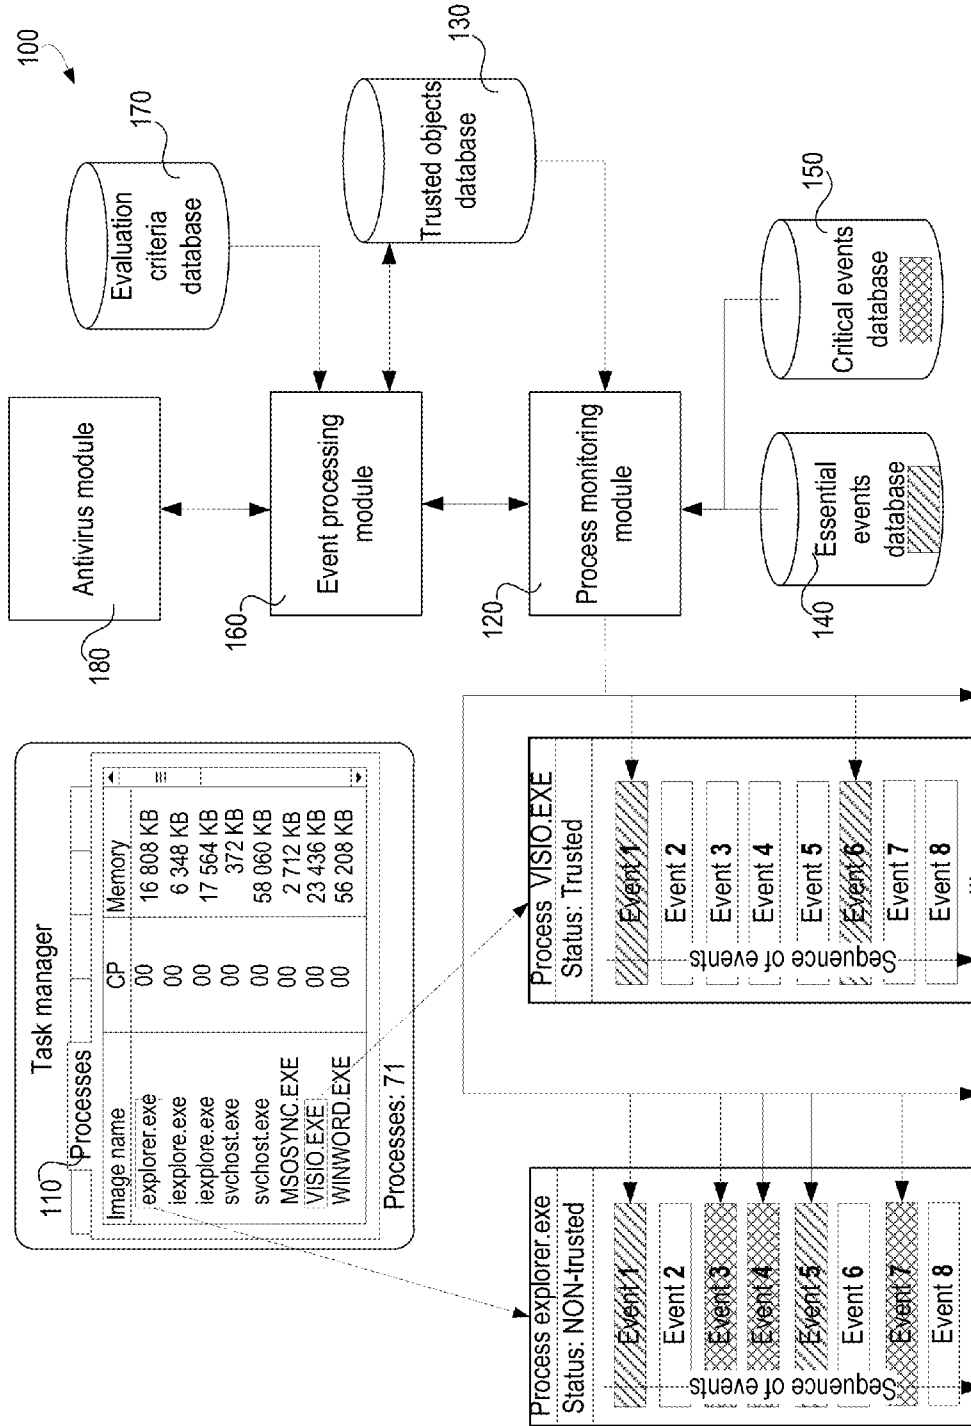 100
Task manager
110
Processes
Image name CP Memory
explorer.exe 00 16 808 KB
iexplore.exe 00 6 348 KB
iexplore.exe 00 17 564 KB
svchost.exe 00 372 KB
svchost.exe 00 58 060 KB
MSOSYNC.EXE 00 2 712 KB
VISIO.EXE 00 23 436 KB
WINWORD.EXE 00 56 208 KB
Processes: 71
180
Antivirus module
170
Evaluation
criteria
database
160
Event processing
module
130
Trusted objects
database
120
Process monitoring
module
140
Essential
events
database
150
Critical events
database
Process explorer.exe
Status: NON-trusted
Event 1
Event 2
Event 3
Event 4
Event 5
Event 6
Event 7
Event 8
Sequence of events
Process VISIO.EXE
Status: Trusted
Event 1
Event 2
Event 3
Event 4
Event 5
Event 6
Event 7
Event 8
Sequence of events